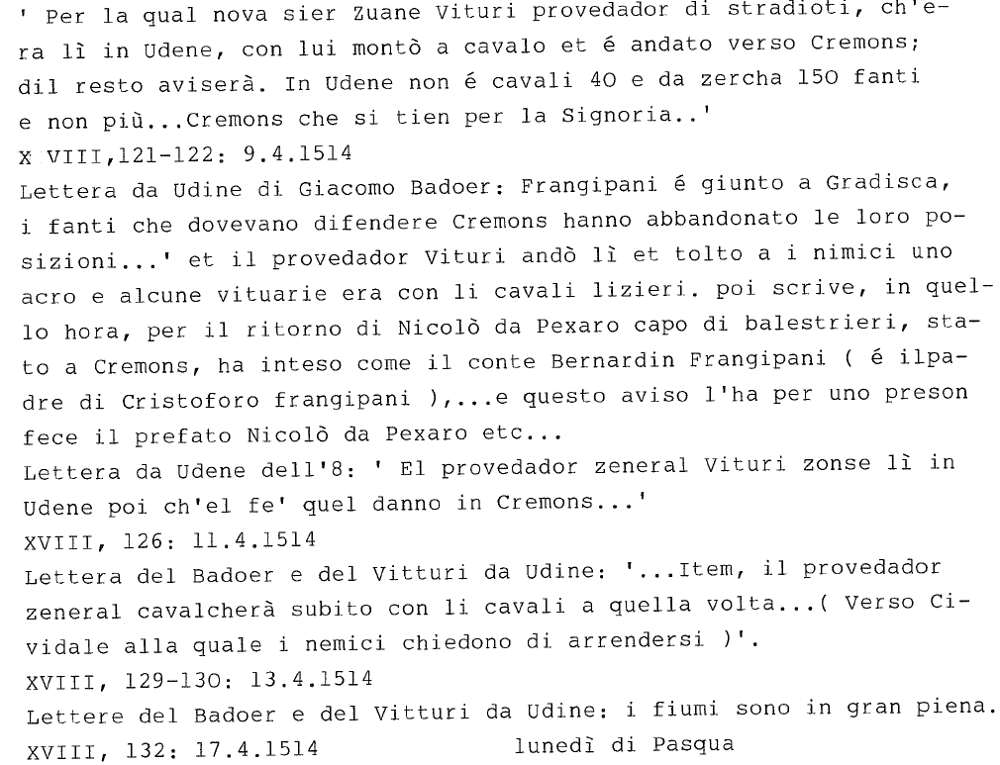 ' Per la qual nova sier Zuane Vituri provedador di stradioti, ch'e-
ra lì in Udene, con lui montò a cavalo et é andato verso Cremons;
dil resto aviserà. In Udene non é cavali 40 e da zercha 150 fanti
e non più...Cremons che si tien per la Signoria..'
X VIII,121-122: 9.4.1514
Lettera da Udine di Giacomo Badoer: Frangipani é giunto a Gradisca,
i fanti che dovevano difendere Cremons hanno abbandonato le loro po-
sizioni...' et il provedador Vituri andò lì et tolto a i nimici uno
acro e alcune vituarie era con li cavali lizieri. poi scrive, in quel-
lo hora, per il ritorno di Nicolò da Pexaro capo di balestrieri, sta-
to a Cremons, ha inteso come il conte Bernardin Frangipani ( é ilpa-
dre di Cristoforo frangipani ),...e questo aviso l'ha per uno preson
fece il prefato Nicolò da Pexaro etc...
Lettera da Udene dell'8: ' El provedador zeneral Vituri zonse lì in
Udene poi ch'el fe' quel danno in Cremons...'
XVIII, 126: 11.4.1514
Lettera del Badoer e del Vitturi da Udine: '...Item, il provedador
zeneral cavalcherà subito con li cavali a quella volta...( Verso Ci-
vidale alla quale i nemici chiedono di arrendersi )'.
XVIII, 129-130: 13.4.1514
Lettere del Badoer e del Vitturi da Udine: i fiumi sono in gran piena.
XVIII, 132: 17.4.1514 lunedì di Pasqua